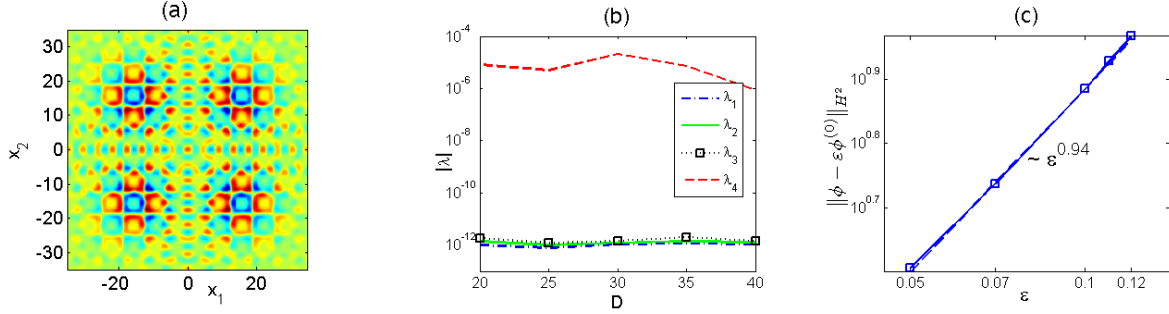 (a)
x₂
30
20
10
0
-10
-20
-30
-20
0
20
x₁
(b)
|λ|
10⁻⁴
10⁻⁶
10⁻⁸
10⁻¹⁰
10⁻¹²
λ₁
λ₂
λ₃
λ₄
20
25
30
35
40
D
(c)
||ϕ − εϕ⁽⁰⁾||_H²
10^0.9
10^0.8
10^0.7
~ ε^0.94
0.05
0.07
0.1
0.12
ε